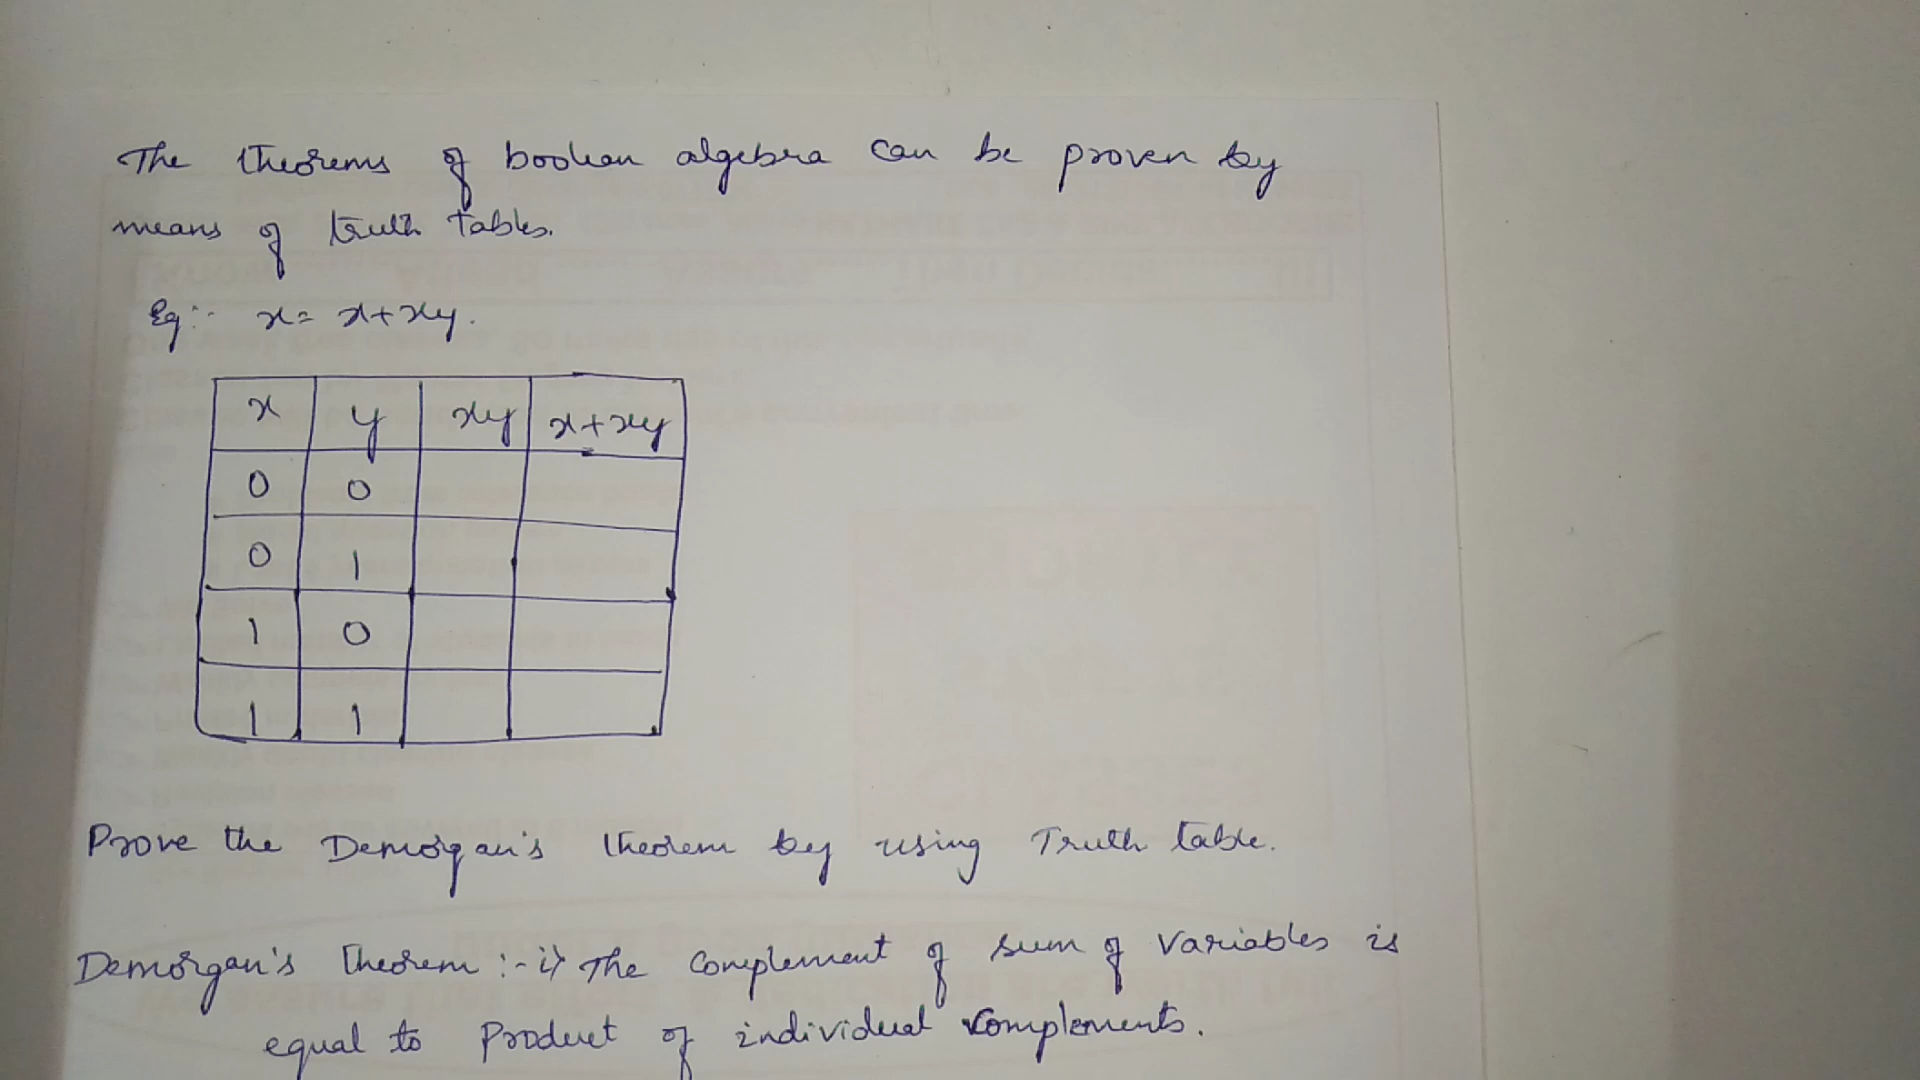 The theorems of boolean algebra can be proven by
means of truth tables.
Eg:- x = x+xy.
x y xy x+xy
0 0
0 1
1 0
1 1
Prove the Demorgan's theorem by using Truth table.
Demorgan's theorem :- i) The complement of sum of variables is
equal to product of individual complements.